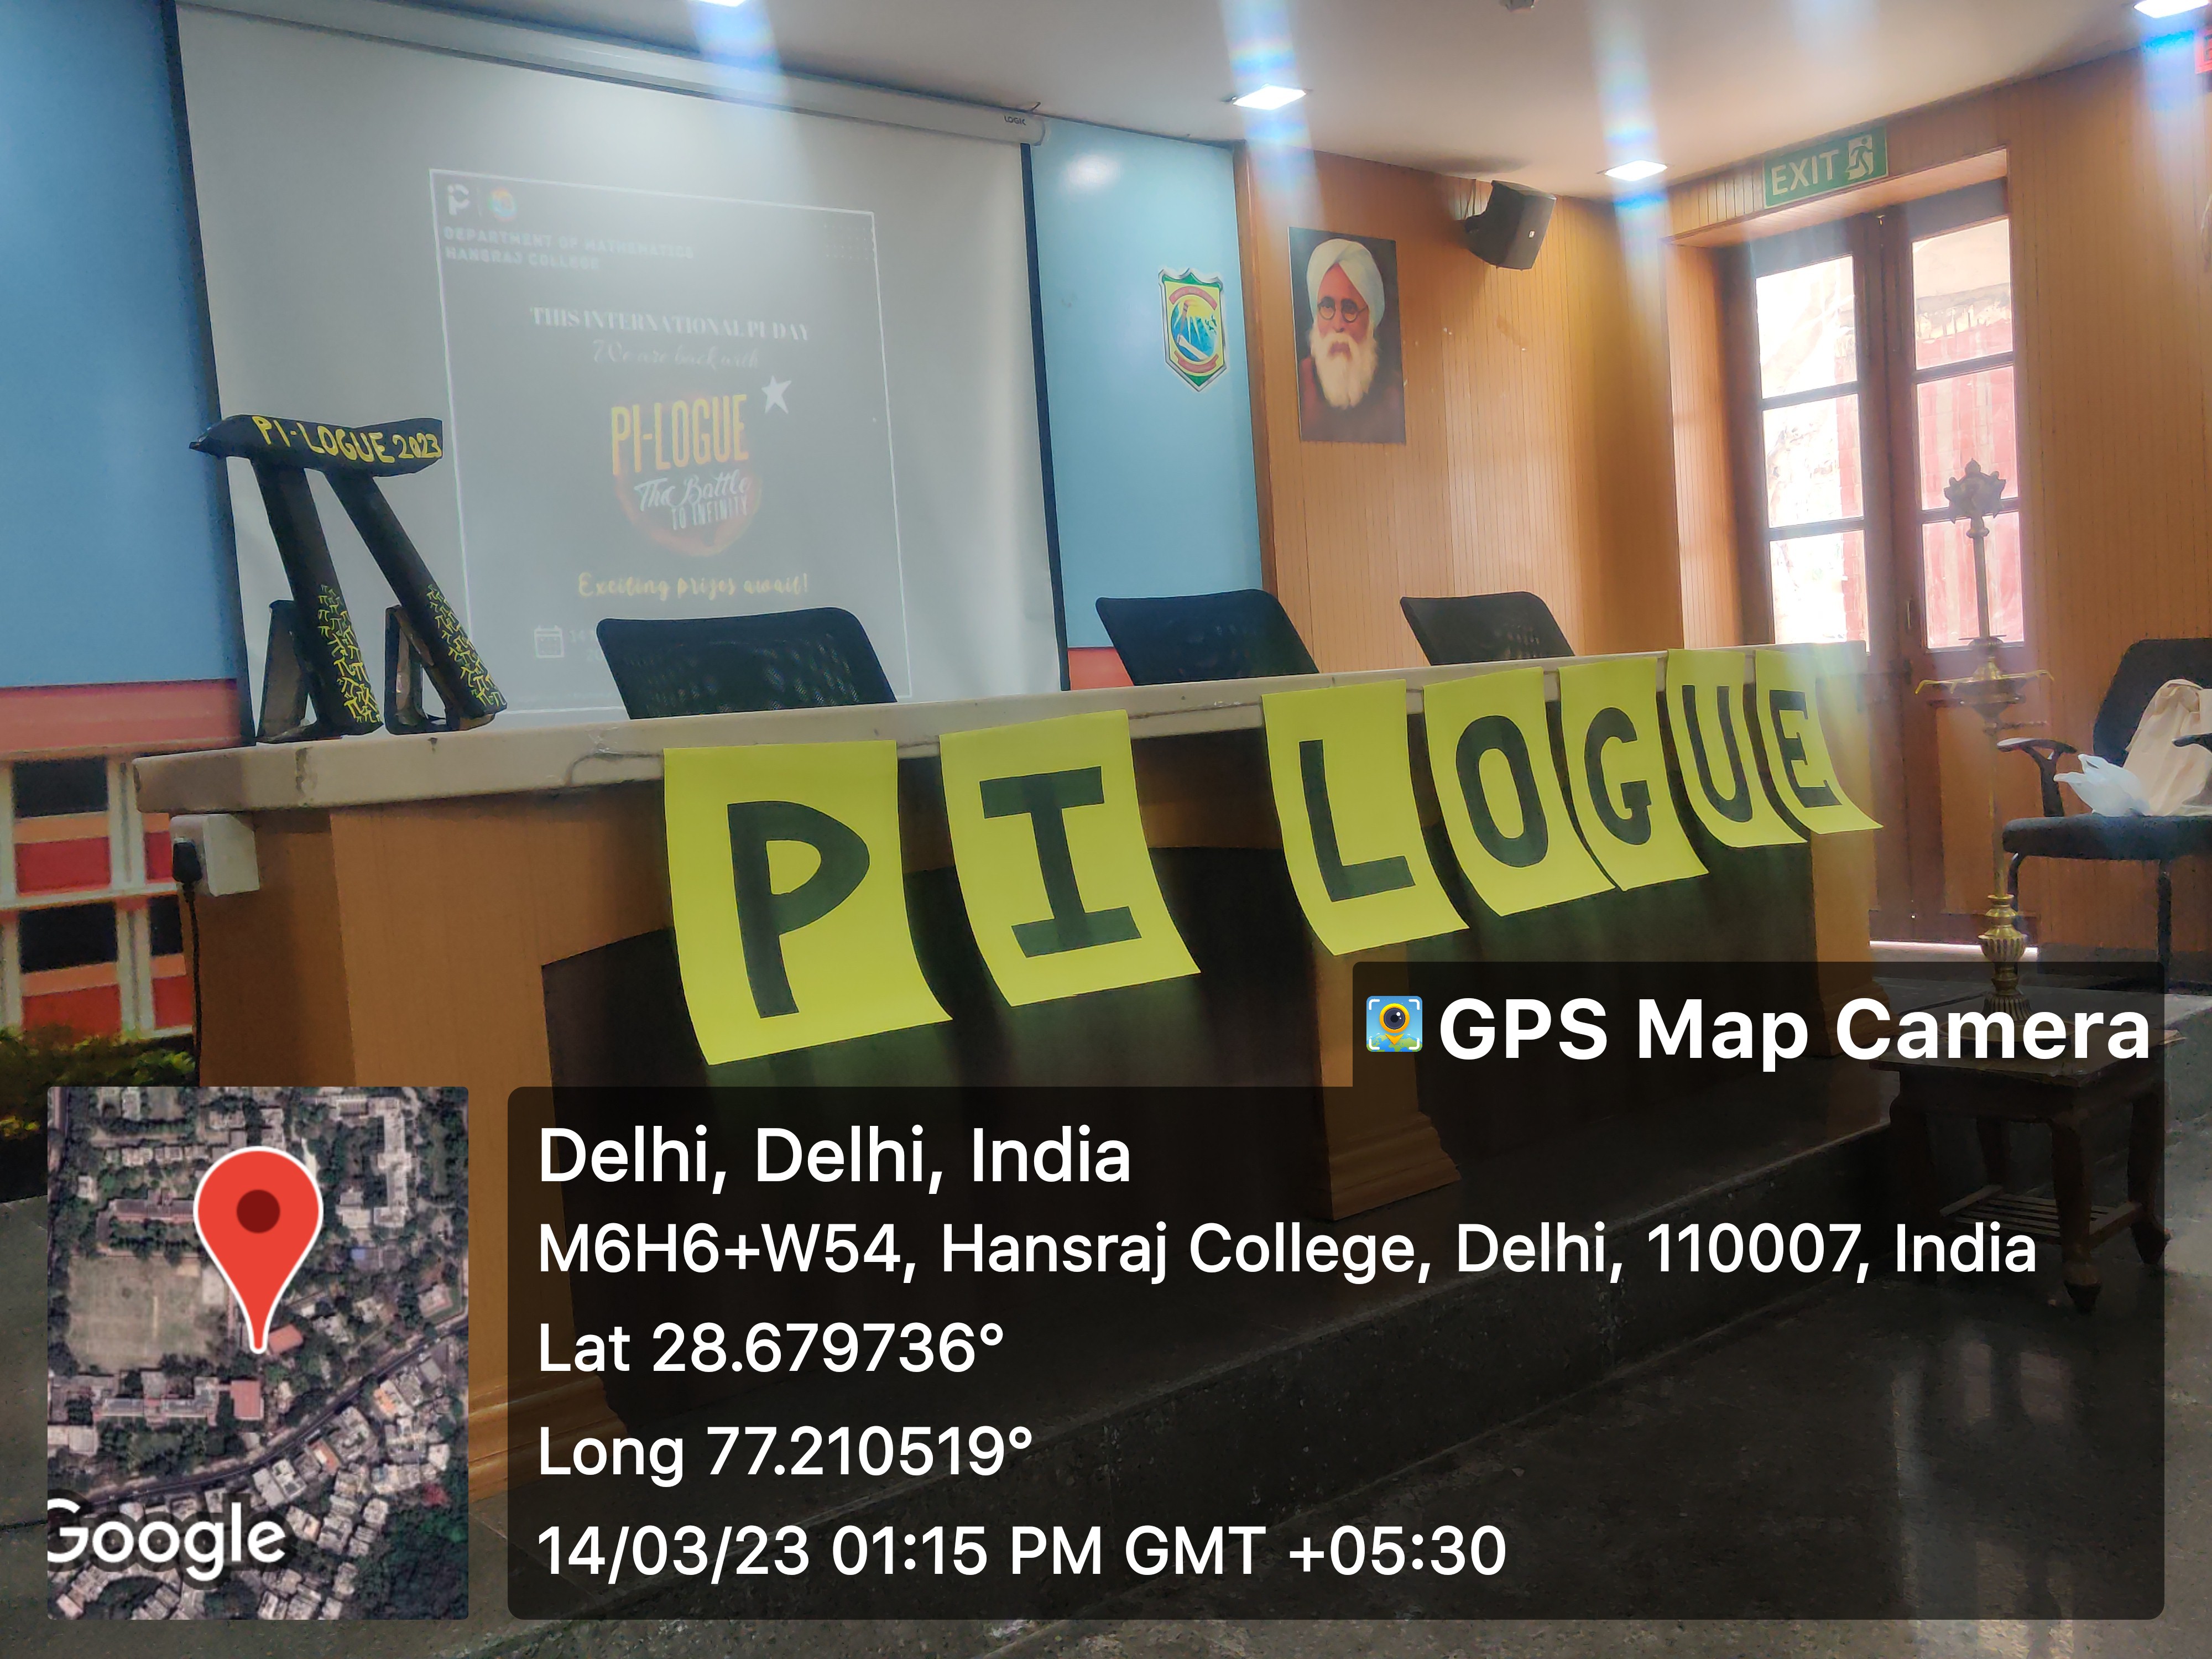 LOGIC
EXIT
DEPARTMENT OF MATHEMATICS
HANSRAJ COLLEGE
THIS INTERNATIONAL PI DAY
We are back with
PI-LOGUE
The Battle
TO INFINITY
Exciting prizes await!
PI-LOGUE 2023
PI LOGUE
GPS Map Camera
Delhi, Delhi, India
M6H6+W54, Hansraj College, Delhi, 110007, India
Lat 28.679736°
Long 77.210519°
14/03/23 01:15 PM GMT +05:30
Google